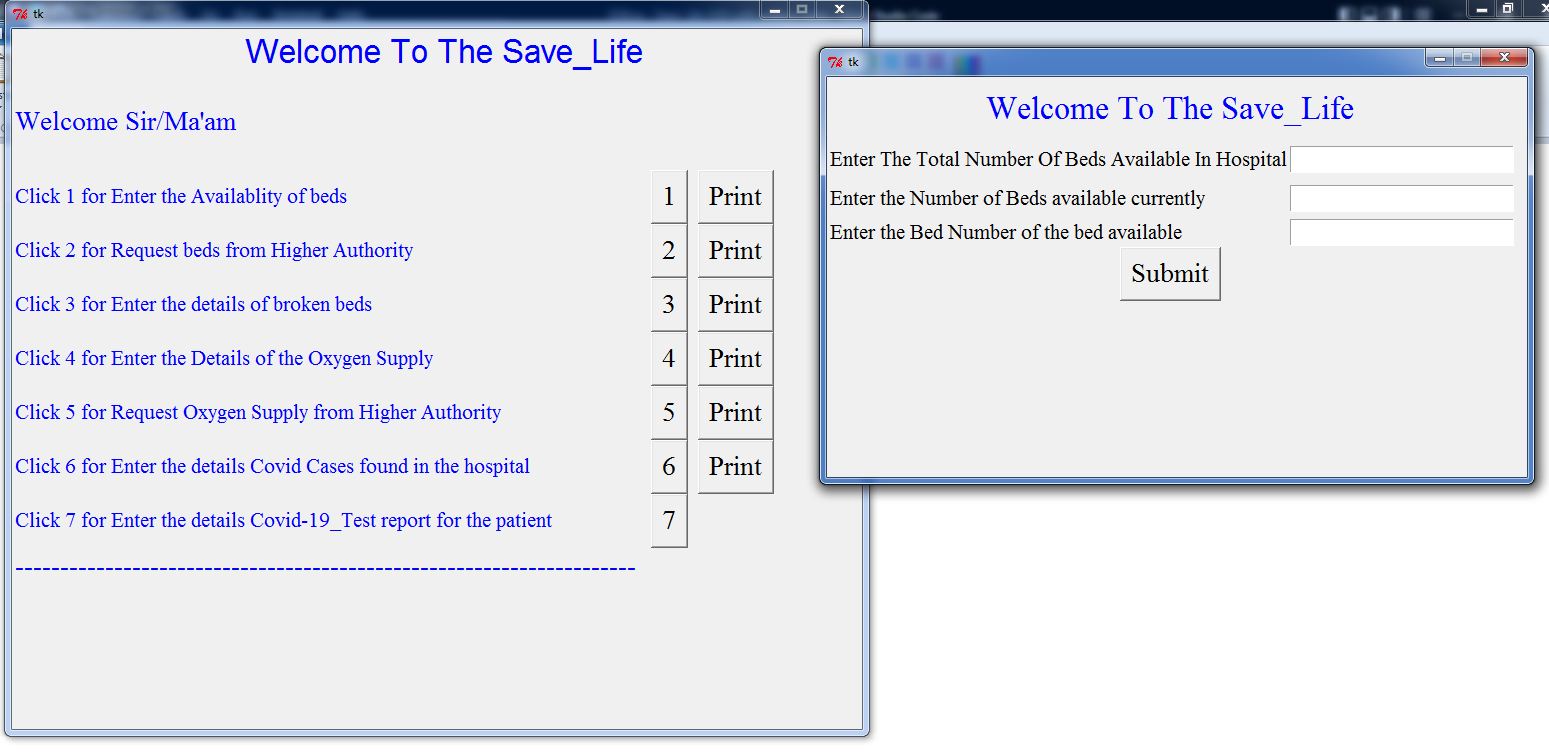 tk
Welcome To The Save_Life
Welcome Sir/Ma'am
Click 1 for Enter the Availablity of beds 1 Print
Click 2 for Request beds from Higher Authority 2 Print
Click 3 for Enter the details of broken beds 3 Print
Click 4 for Enter the Details of the Oxygen Supply 4 Print
Click 5 for Request Oxygen Supply from Higher Authority 5 Print
Click 6 for Enter the details Covid Cases found in the hospital 6 Print
Click 7 for Enter the details Covid-19_Test report for the patient 7
---------------------------------------------------------------------
tk
Welcome To The Save_Life
Enter The Total Number Of Beds Available In Hospital
Enter the Number of Beds available currently
Enter the Bed Number of the bed available
Submit